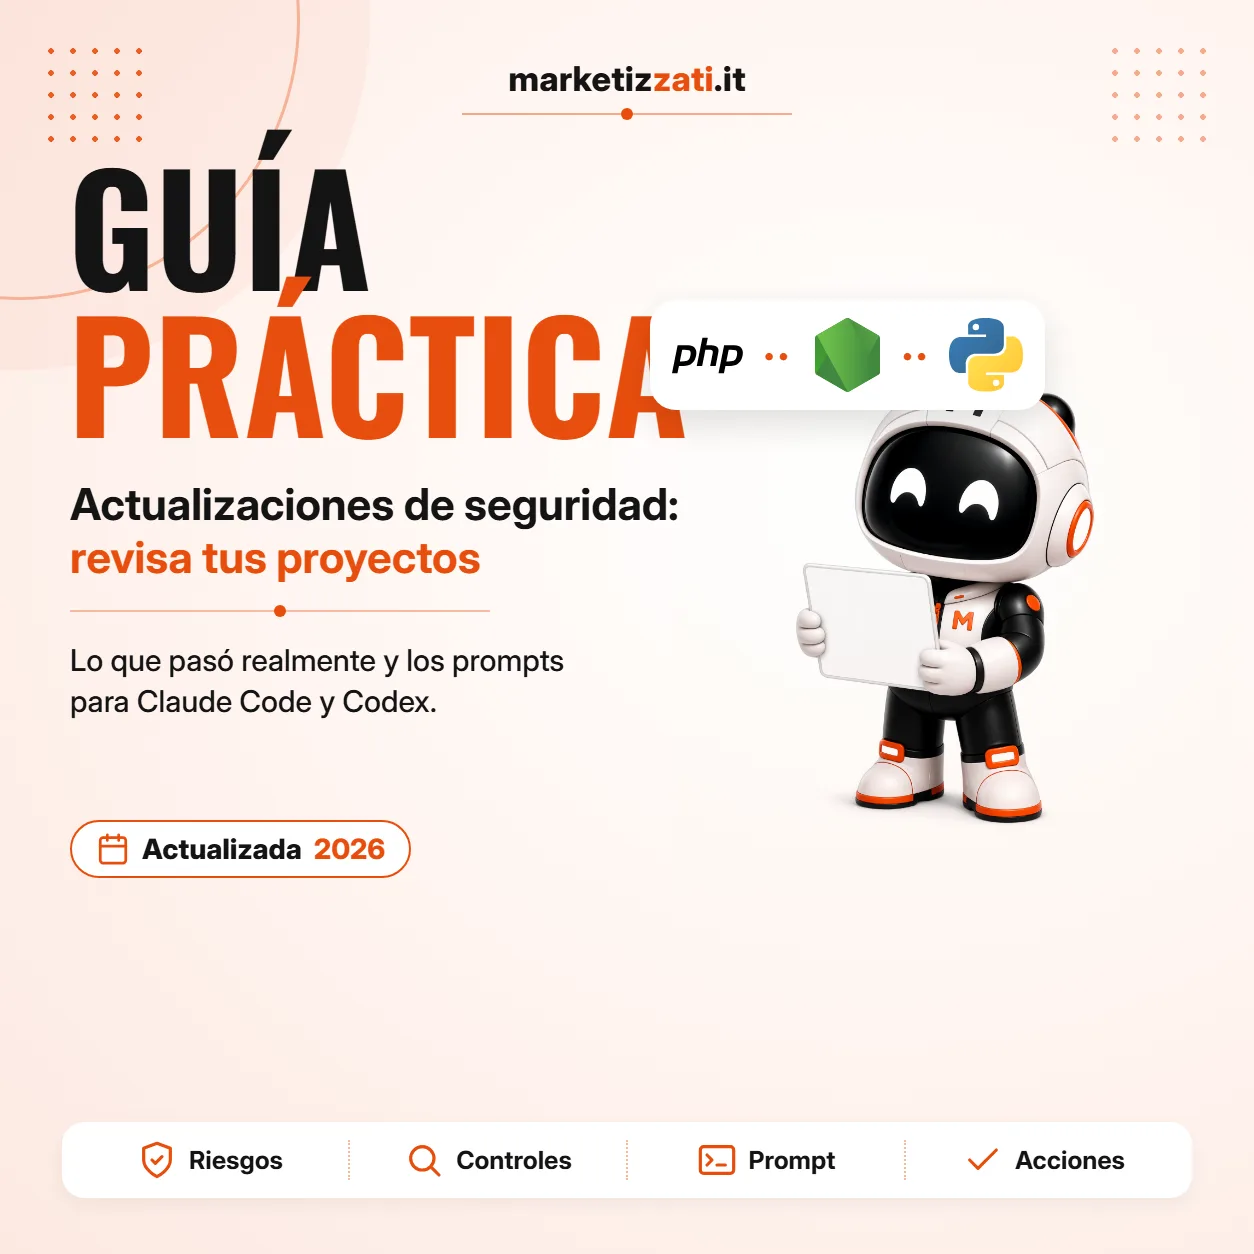 marketizzati.it
GUÍA
PRÁCTICA
php
Actualizaciones de seguridad:
revisa tus proyectos
M
Lo que pasó realmente y los prompts
para Claude Code y Codex.
Actualizada 2026
Riesgos
Controles
Prompt
Acciones